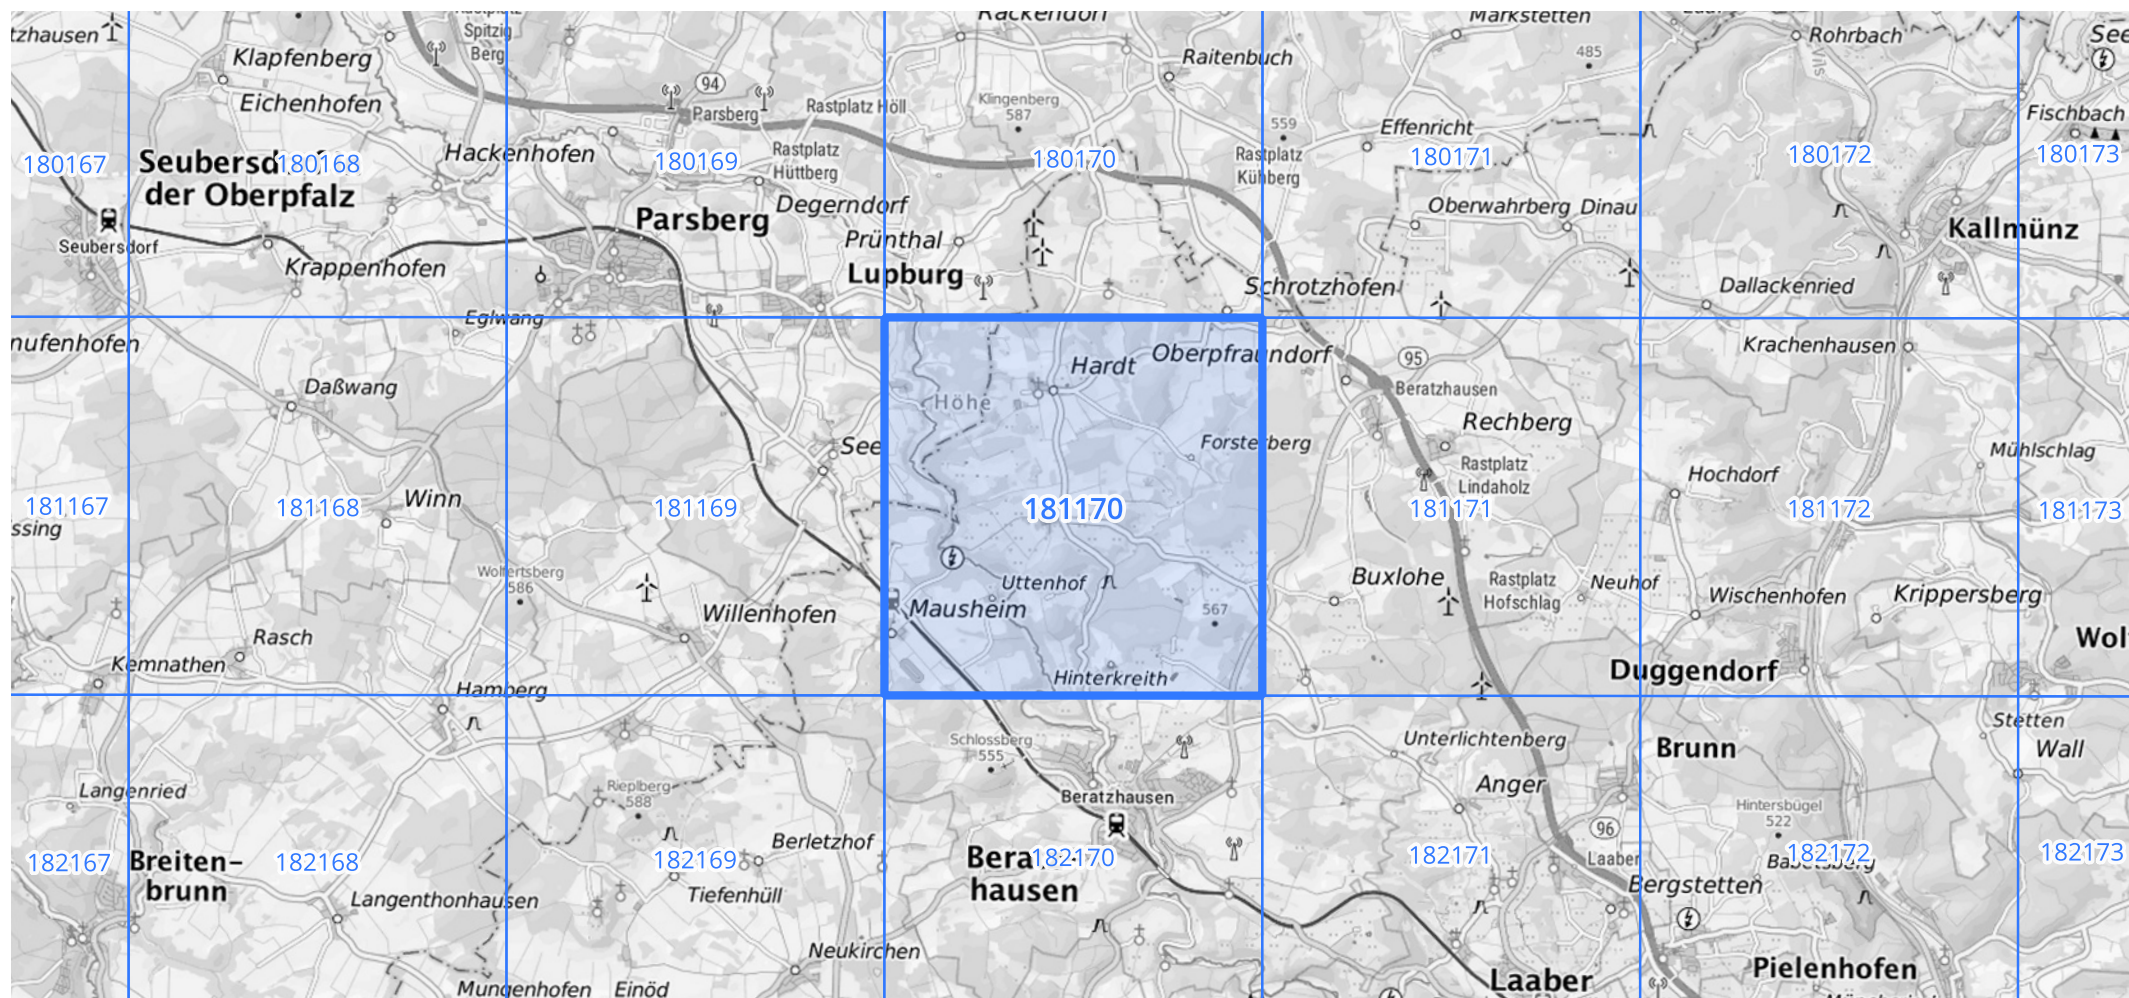 Rackendorf
Markstetten
tzhausen
Spitzig
Berg
Klapfenberg
Raitenbuch
485
Rohrbach
See
Vils
Eichenhofen
94
Parsberg
Rastplatz Höll
Klingenberg
587
559
Effenricht
Fischbach
180167
Seubersd
180168
der Oberpfalz
Hackenhofen
180169
Rastplatz
Hüttberg
180170
Rastplatz
Kühberg
180171
180172
180173
Seubersdorf
Krappenhofen
Parsberg
Degerndorf
Prünthal
Lupburg
Oberwahrberg
Dinau
Kallmünz
Schrotzhofen
Dallackenried
Eglwang
nufenhofen
Daßwang
Hardt
Oberpfraundorf
95
Beratzhausen
Krachenhausen
Höhe
Rechberg
See
Forsterberg
Rastplatz
Lindaholz
Hochdorf
Mühlschlag
181167
ssing
181168
Winn
181169
181170
181171
181172
181173
Wolfertsberg
586
Uttenhof
Mausheim
567
Buxlohe
Rastplatz
Hofschlag
Neuhof
Wischenhofen
Krippersberg
Willenhofen
Rasch
Kemnathen
Hamberg
Hinterkreith
Duggendorf
Wol
Schlossberg
555
Unterlichtenberg
Brunn
Stetten
Wall
Langenried
Rieplberg
588
Beratzhausen
Anger
Hintersbügel
522
182167
Breiten-
brunn
182168
182169
Berletzhof
Bera
182170
hausen
182171
96
Laaber
182172
182173
Langenthonhausen
Tiefenhüll
Bergstetten
Neukirchen
Mungenhofen
Einöd
Laaber
Pielenhofen